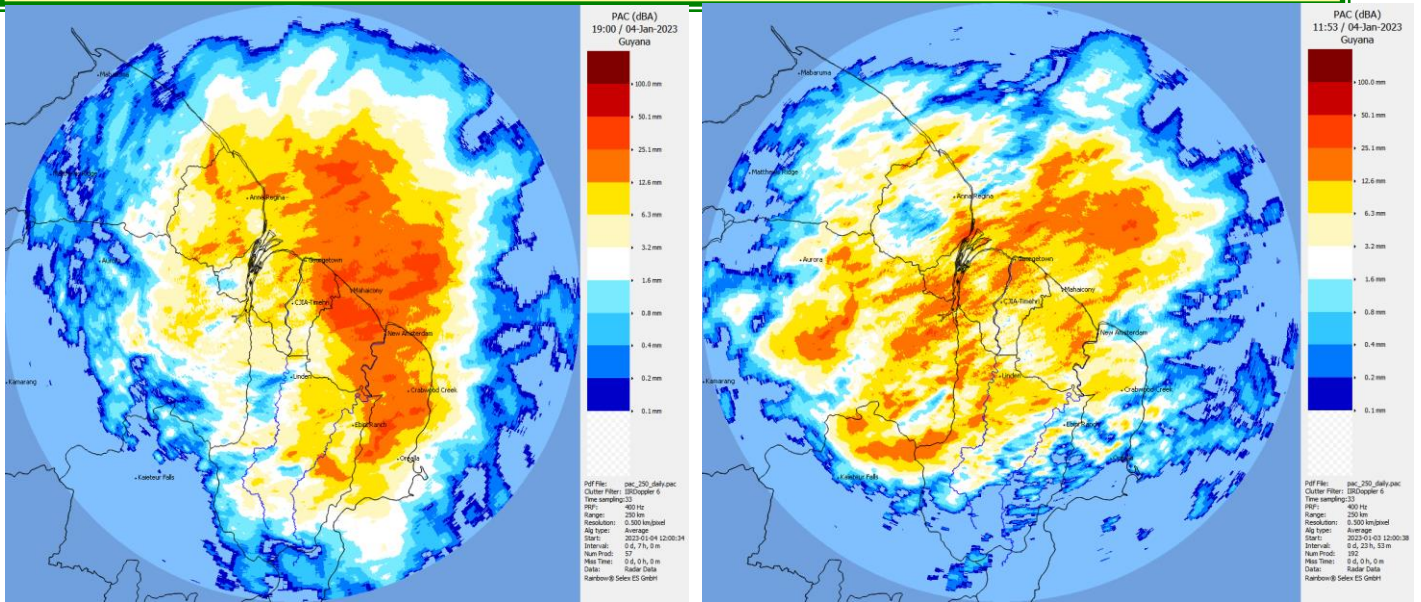 PAC (dBA)
19:00 / 04-Jan-2023
Guyana
100.0 mm
50.1 mm
25.1 mm
12.6 mm
6.3 mm
3.2 mm
1.6 mm
0.8 mm
0.4 mm
0.2 mm
0.1 mm
Pdf File: pac_250_daily.pac
Clutter Filter: IIRDoppler 6
Time sampling:33
PRF: 400 Hz
Range: 250 km
Resolution: 0.500 km/pixel
Alg type: Average
Start: 2023-01-04 12:00:34
Interval: 0 d, 7 h, 0 m
Num Prod: 57
Miss Time: 0 d, 0 h, 0 m
Data: Radar Data
Rainbow® Selex ES GmbH
Anna Regina
Georgetown
CJIA-Timehri
Mahaicony
New Amsterdam
Kamarang
Linden
Crabwood Creek
Ebini Ranch
Orealla
Kaieteur Falls
PAC (dBA)
11:53 / 04-Jan-2023
Guyana
100.0 mm
50.1 mm
25.1 mm
12.6 mm
6.3 mm
3.2 mm
1.6 mm
0.8 mm
0.4 mm
0.2 mm
0.1 mm
Pdf File: pac_250_daily.pac
Clutter Filter: IIRDoppler 6
Time sampling:33
PRF: 400 Hz
Range: 250 km
Resolution: 0.500 km/pixel
Alg type: Average
Start: 2023-01-03 12:00:38
Interval: 0 d, 23 h, 53 m
Num Prod: 192
Miss Time: 0 d, 0 h, 0 m
Data: Radar Data
Rainbow® Selex ES GmbH
Mabaruma
Matthews Ridge
Anna Regina
Aurora
Georgetown
Mahaicony
CJIA-Timehri
New Amsterdam
Kamarang
Linden
Crabwood Creek
Ebini Ranch
Kaieteur Falls